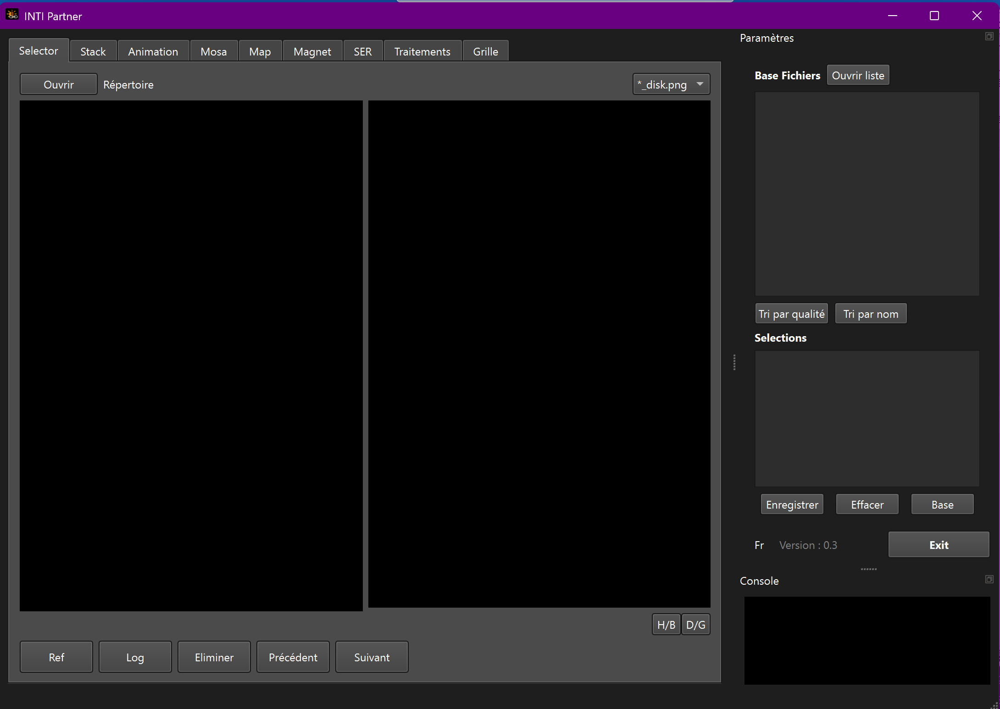 INTI Partner
Selector Stack Animation Mosa Map Magnet SER Traitements Grille
Ouvrir Répertoire *_disk.png
H/B D/G
Ref Log Eliminer Précédent Suivant
Paramètres
Base Fichiers Ouvrir liste
Tri par qualité Tri par nom
Selections
Enregistrer Effacer Base
Fr Version : 0.3 Exit
Console